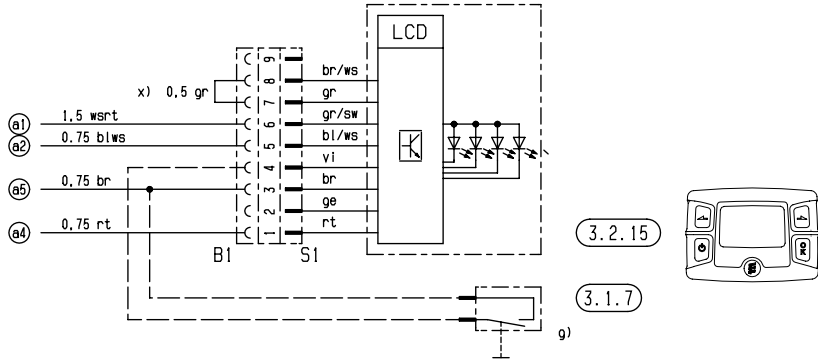 LCD
9
8
7
6
5
4
3
2
1
br/ws
x) 0,5 gr
gr
a1
1.5 wsrt
gr/sw
a2
0.75 blws
bl/ws
vi
a5
0.75 br
br
ge
a4
0.75 rt
rt
B1
S1
3.2.15
OK
3.1.7
g)